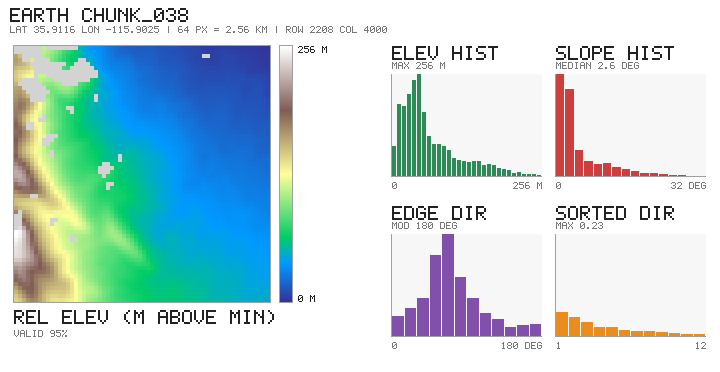 EARTH CHUNK_038
LAT 35.9116 LON -115.9025 | 64 PX = 2.56 KM | ROW 2208 COL 4000
256 M
0 M
REL ELEV (M ABOVE MIN)
VALID 95%
ELEV HIST
MAX 256 M
0 256 M
SLOPE HIST
MEDIAN 2.6 DEG
0 32 DEG
EDGE DIR
MOD 180 DEG
0 180 DEG
SORTED DIR
MAX 0.23
1 12